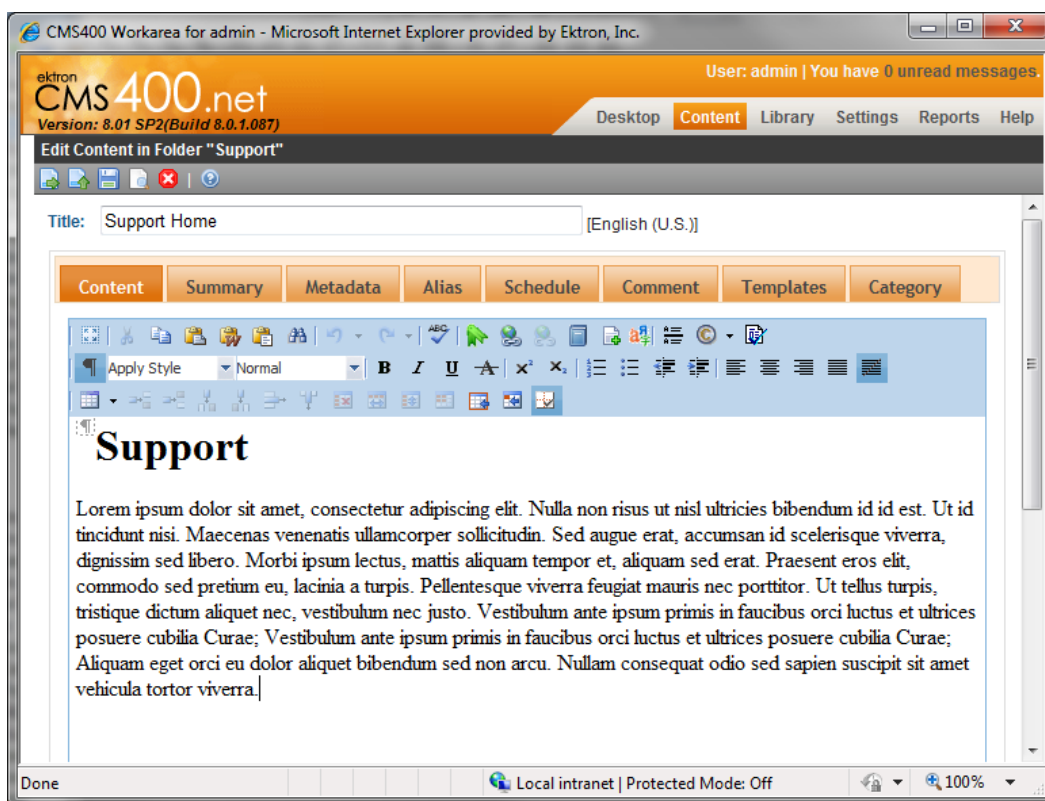 CMS400 Workarea for admin - Microsoft Internet Explorer provided by Ektron, Inc.
User: admin | You have 0 unread messages.
ektron
CMS400.net
Version: 8.01 SP2(Build 8.0.1.087)
Desktop Content Library Settings Reports Help
Edit Content in Folder "Support"
Title: Support Home [English (U.S.)]
Content Summary Metadata Alias Schedule Comment Templates Category
ABC
Apply Style Normal B I U A x² x₂
Support
Lorem ipsum dolor sit amet, consectetur adipiscing elit. Nulla non risus ut nisl ultricies bibendum id id est. Ut id
tincidunt nisi. Maecenas venenatis ullamcorper sollicitudin. Sed augue erat, accumsan id scelerisque viverra,
dignissim sed libero. Morbi ipsum lectus, mattis aliquam tempor et, aliquam sed erat. Praesent eros elit,
commodo sed pretium eu, lacinia a turpis. Pellentesque viverra feugiat mauris nec porttitor. Ut tellus turpis,
tristique dictum aliquet nec, vestibulum nec justo. Vestibulum ante ipsum primis in faucibus orci luctus et ultrices
posuere cubilia Curae; Vestibulum ante ipsum primis in faucibus orci luctus et ultrices posuere cubilia Curae;
Aliquam eget orci eu dolor aliquet bibendum sed non arcu. Nullam consequat odio sed sapien suscipit sit amet
vehicula tortor viverra.
Done Local intranet | Protected Mode: Off 100%